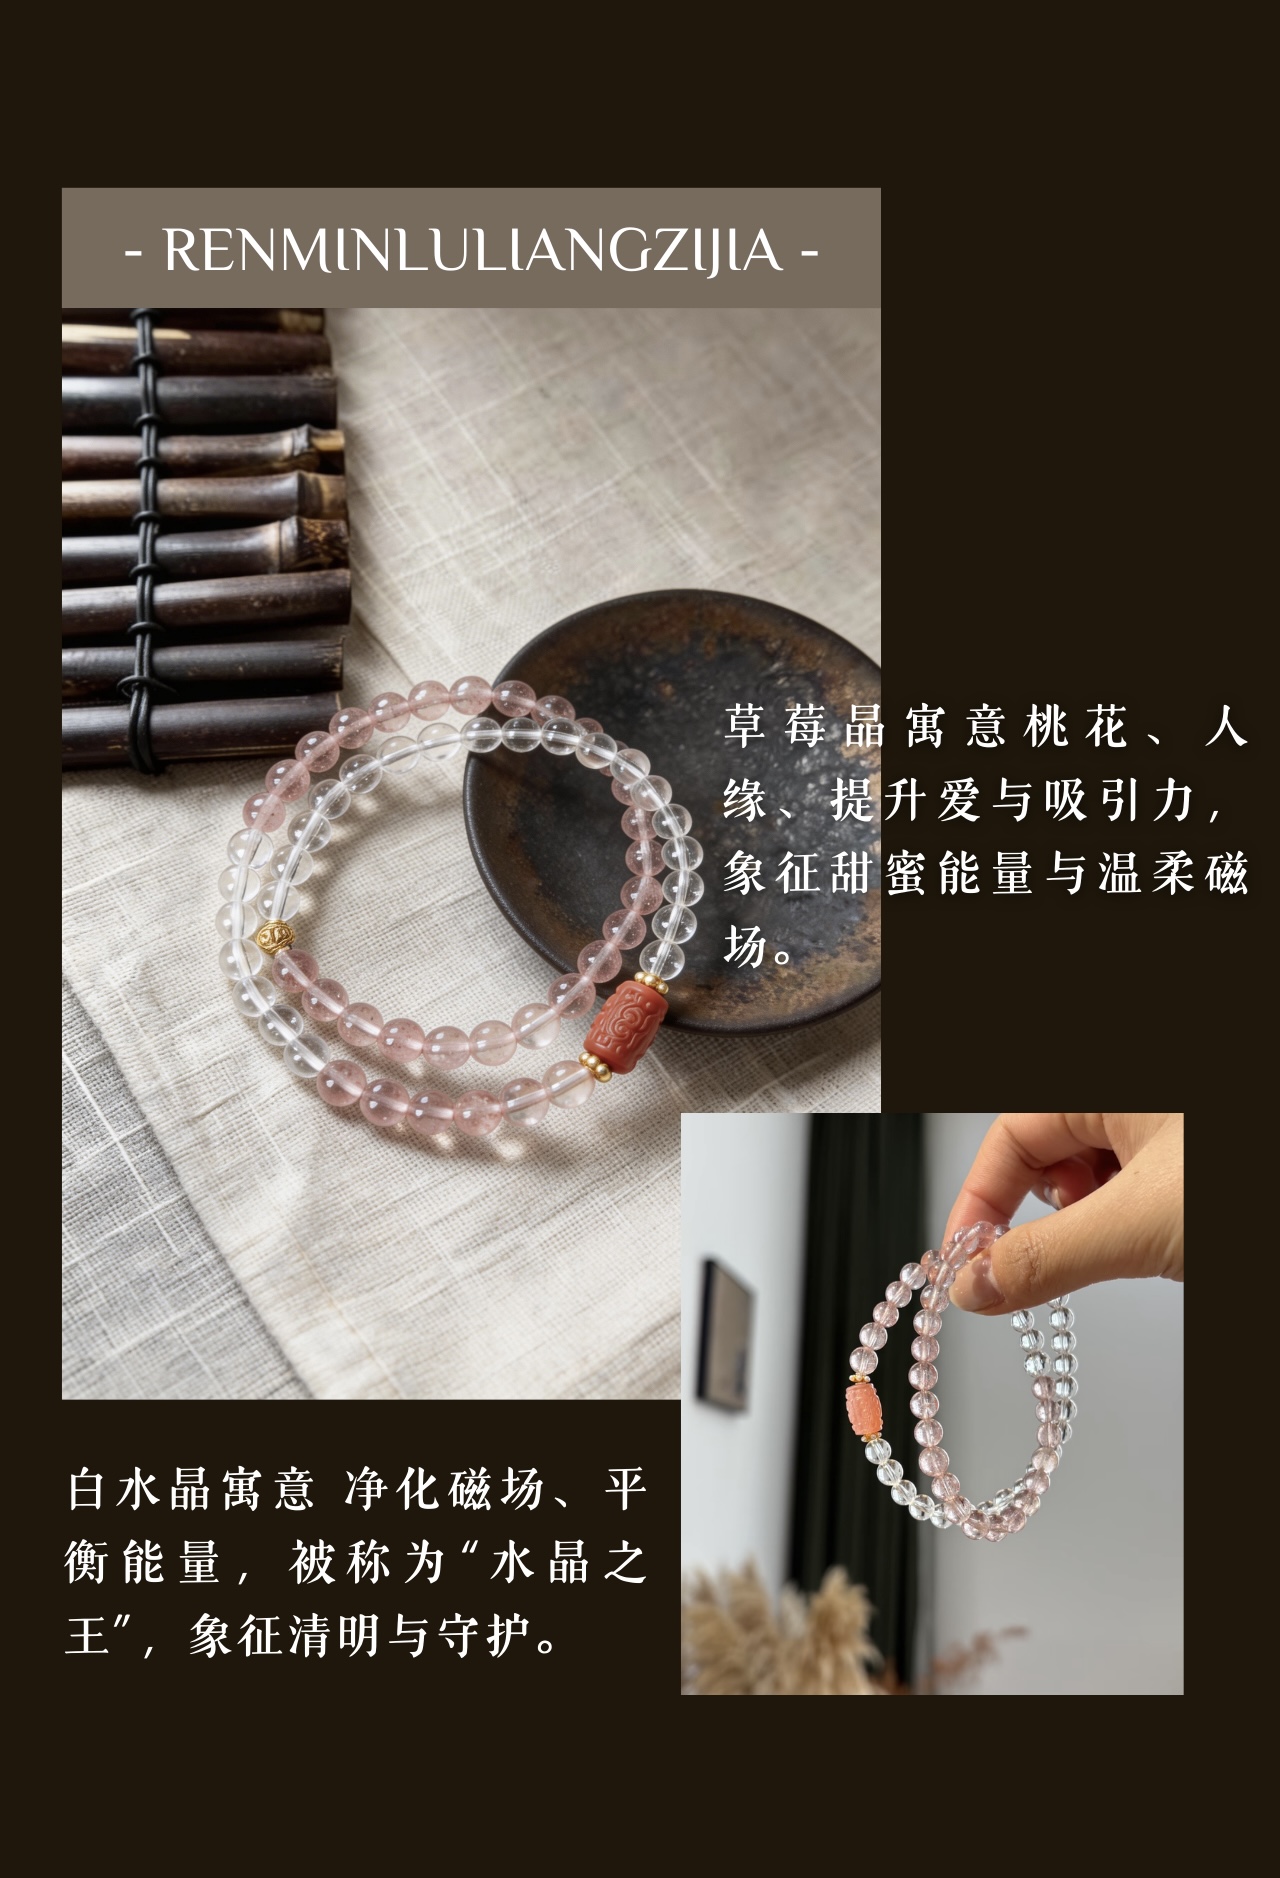 - RENMINLULIANGZIJIA -
草莓晶寓意桃花、人
缘、提升爱与吸引力，
象征甜蜜能量与温柔磁
场。
白水晶寓意 净化磁场、平
衡能量，被称为“水晶之
王”，象征清明与守护。